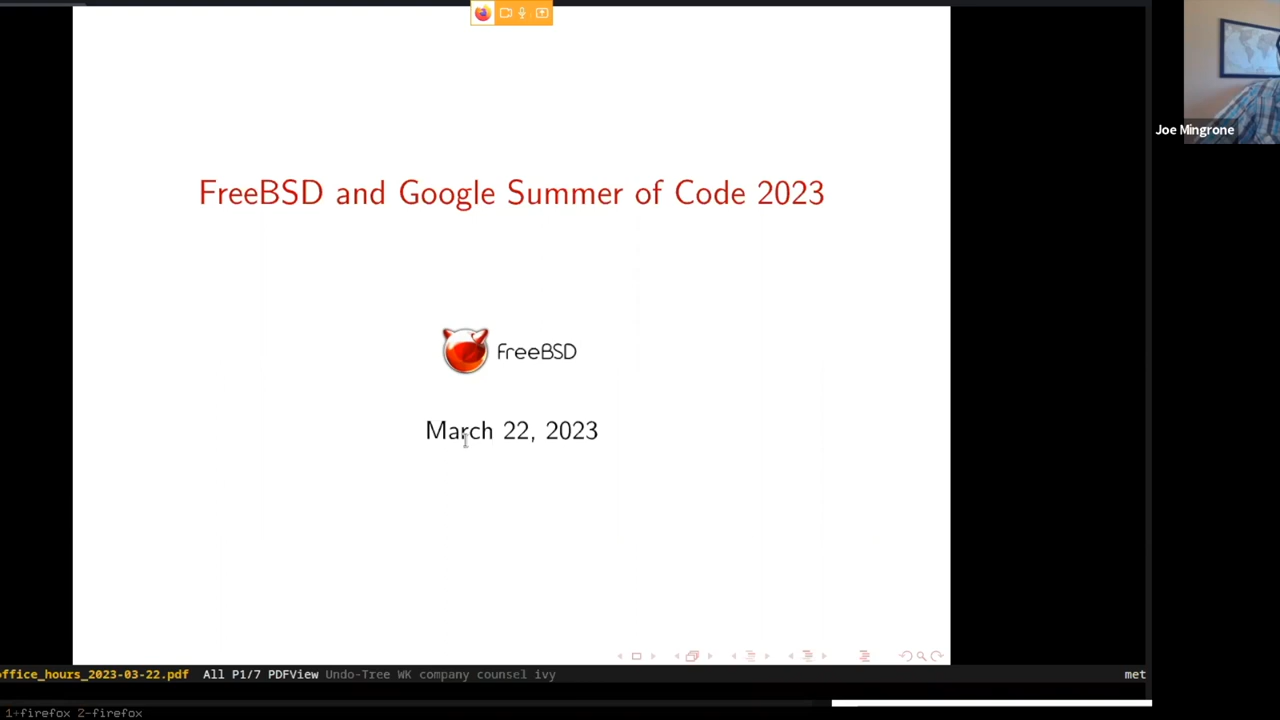 Joe Mingrone
FreeBSD and Google Summer of Code 2023
FreeBSD
March 22, 2023
ffice_hours_2023-03-22.pdf All P1/7 PDFView Undo-Tree WK company counsel ivy met
1+firefox 2-firefox